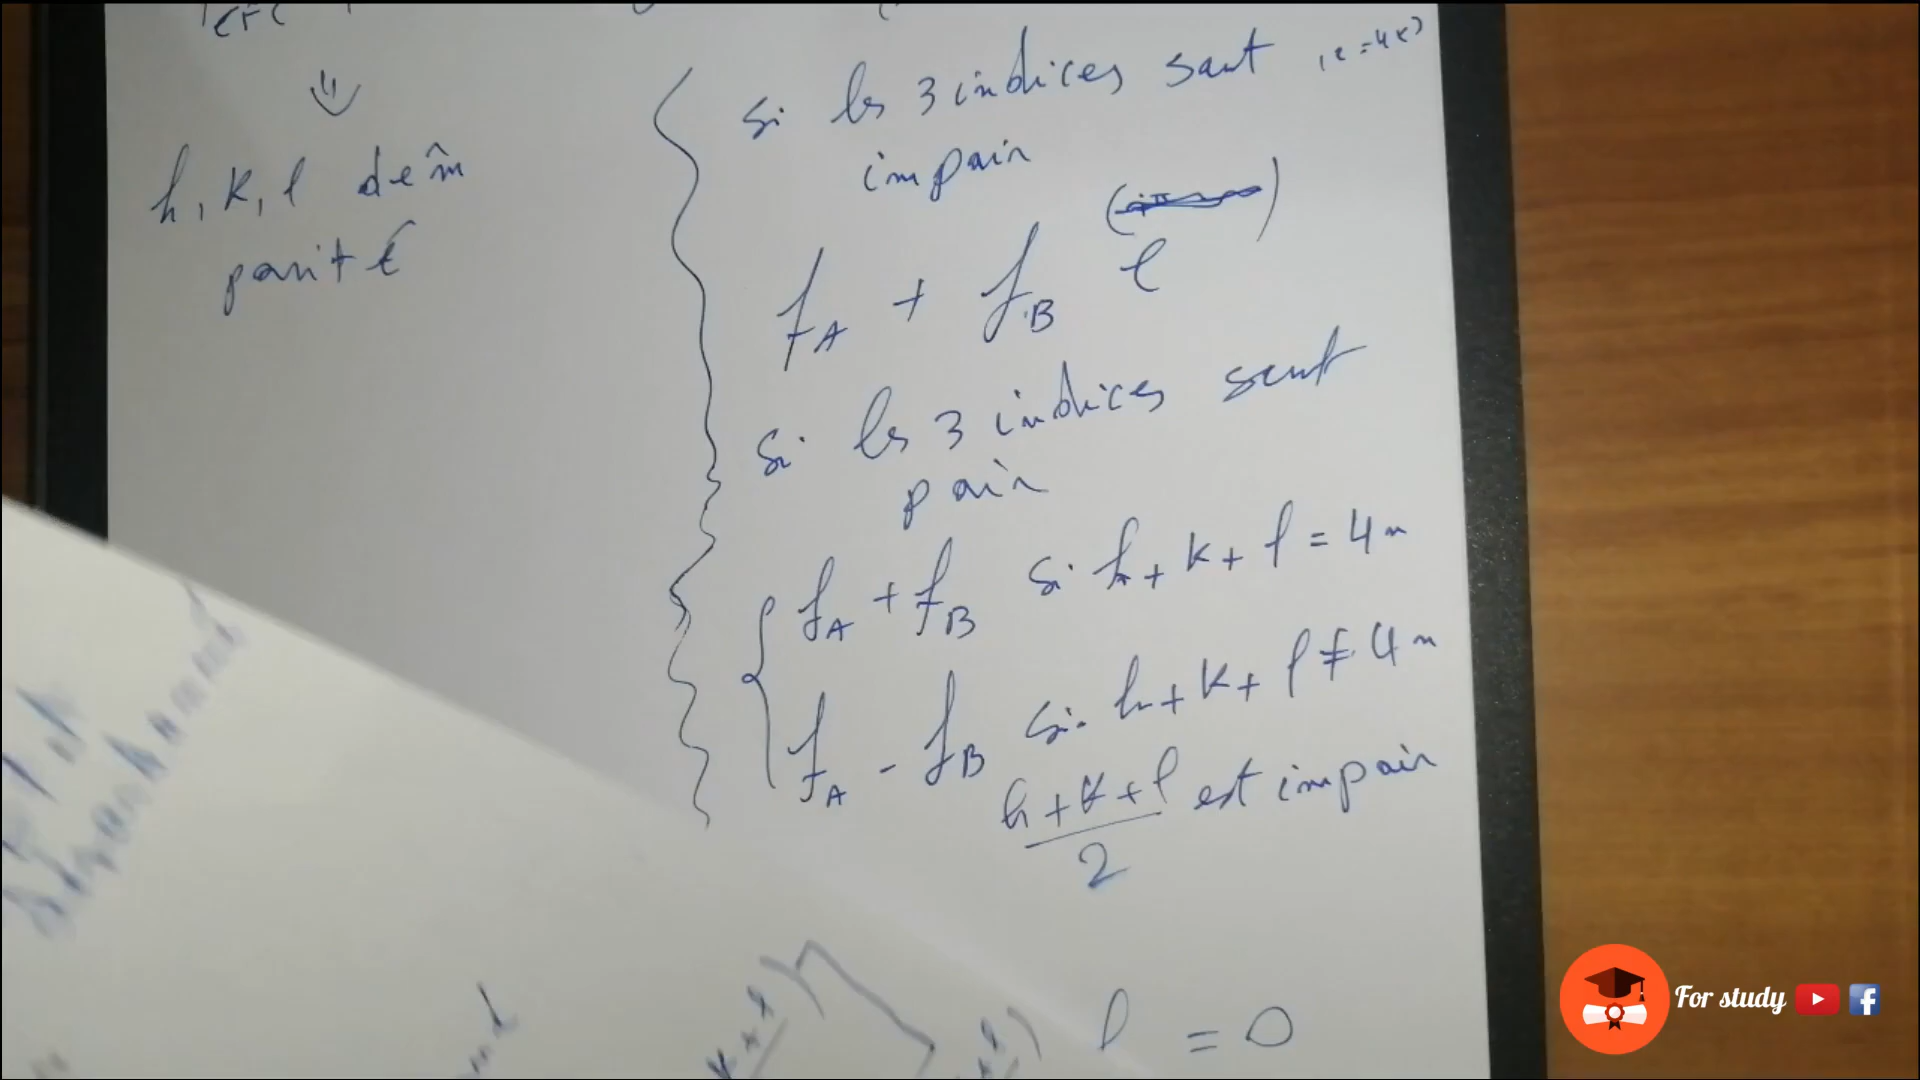 CFC
⇓
h, k, l de m̂
parité
si les 3 indices sont
impair
f_A + f_B e
si les 3 indices sont
pair
f_A + f_B si h + k + l = 4n
f_A - f_B si h + k + l ≠ 4n
(h + k + l)/2 est impair
l = 0
For study